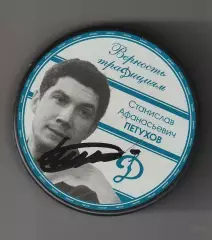 Верность
традициям
Станислав
Афанасьевич
ПЕТУХОВ
Д